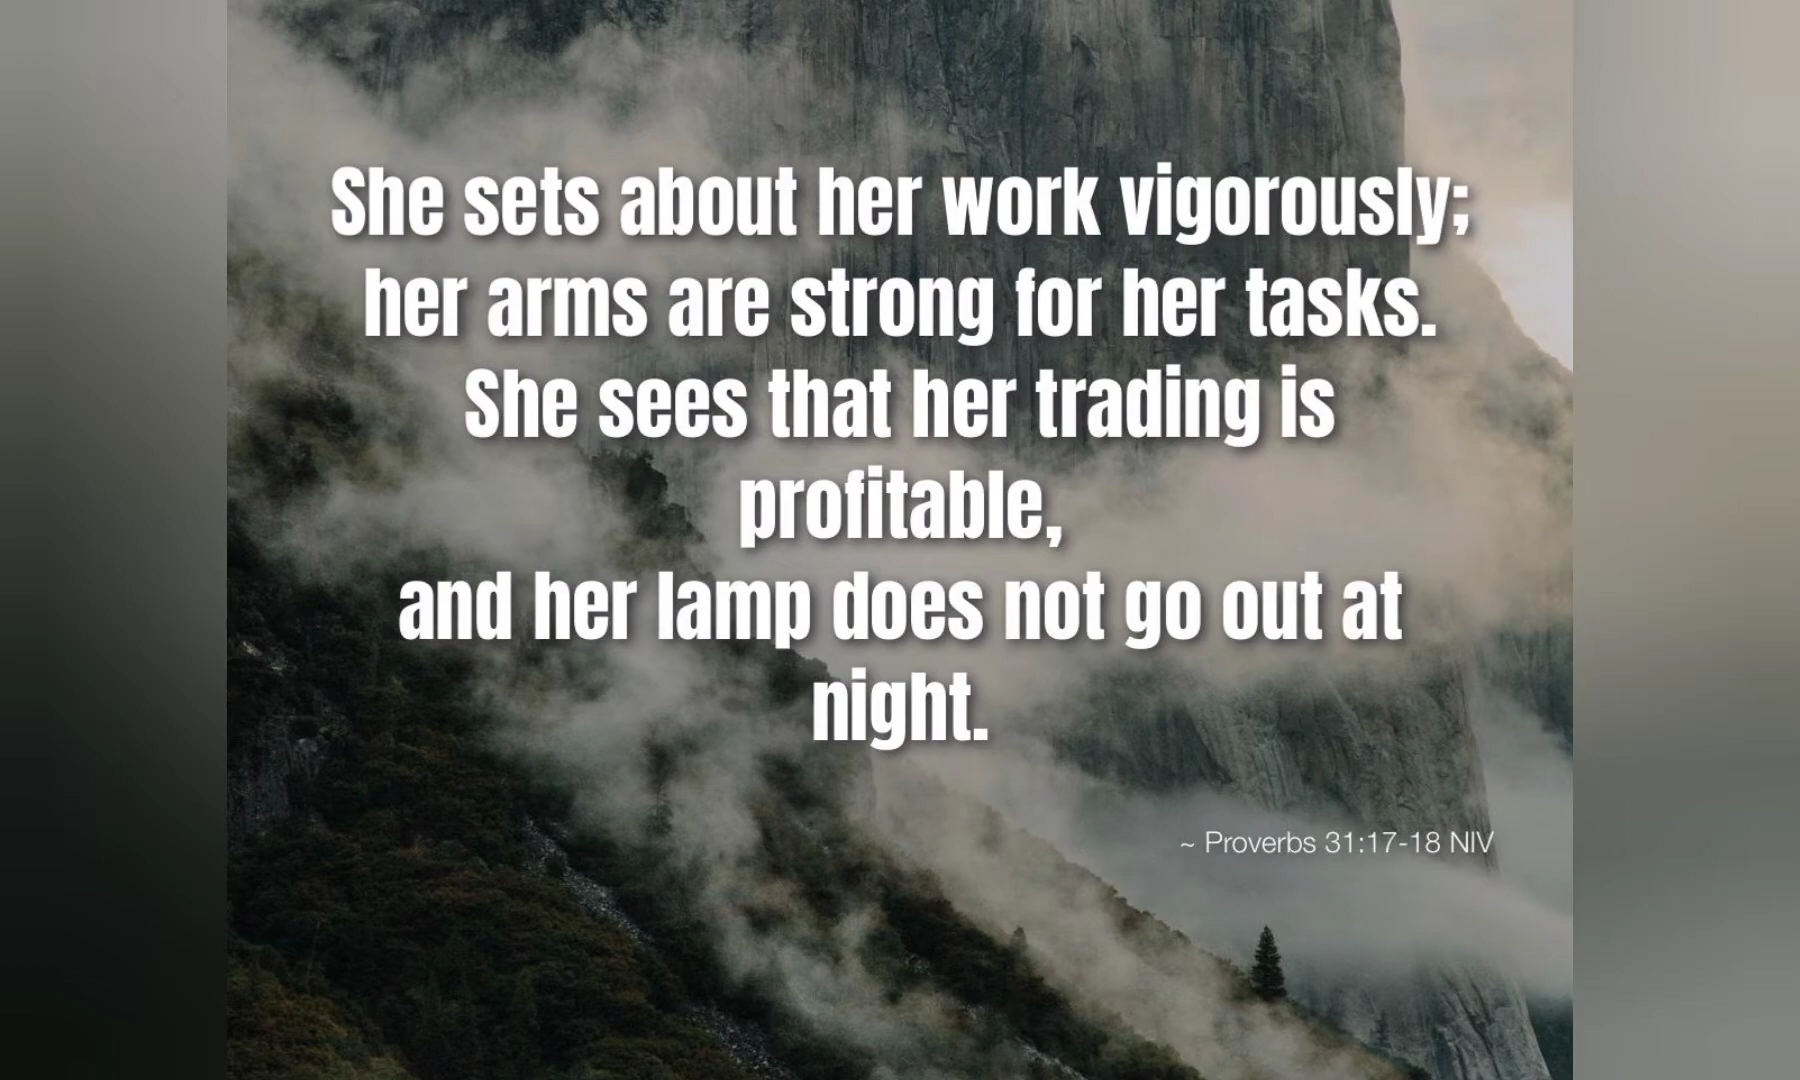 She sets about her work vigorously;
her arms are strong for her tasks.
She sees that her trading is
profitable,
and her lamp does not go out at
night.
~ Proverbs 31:17-18 NIV